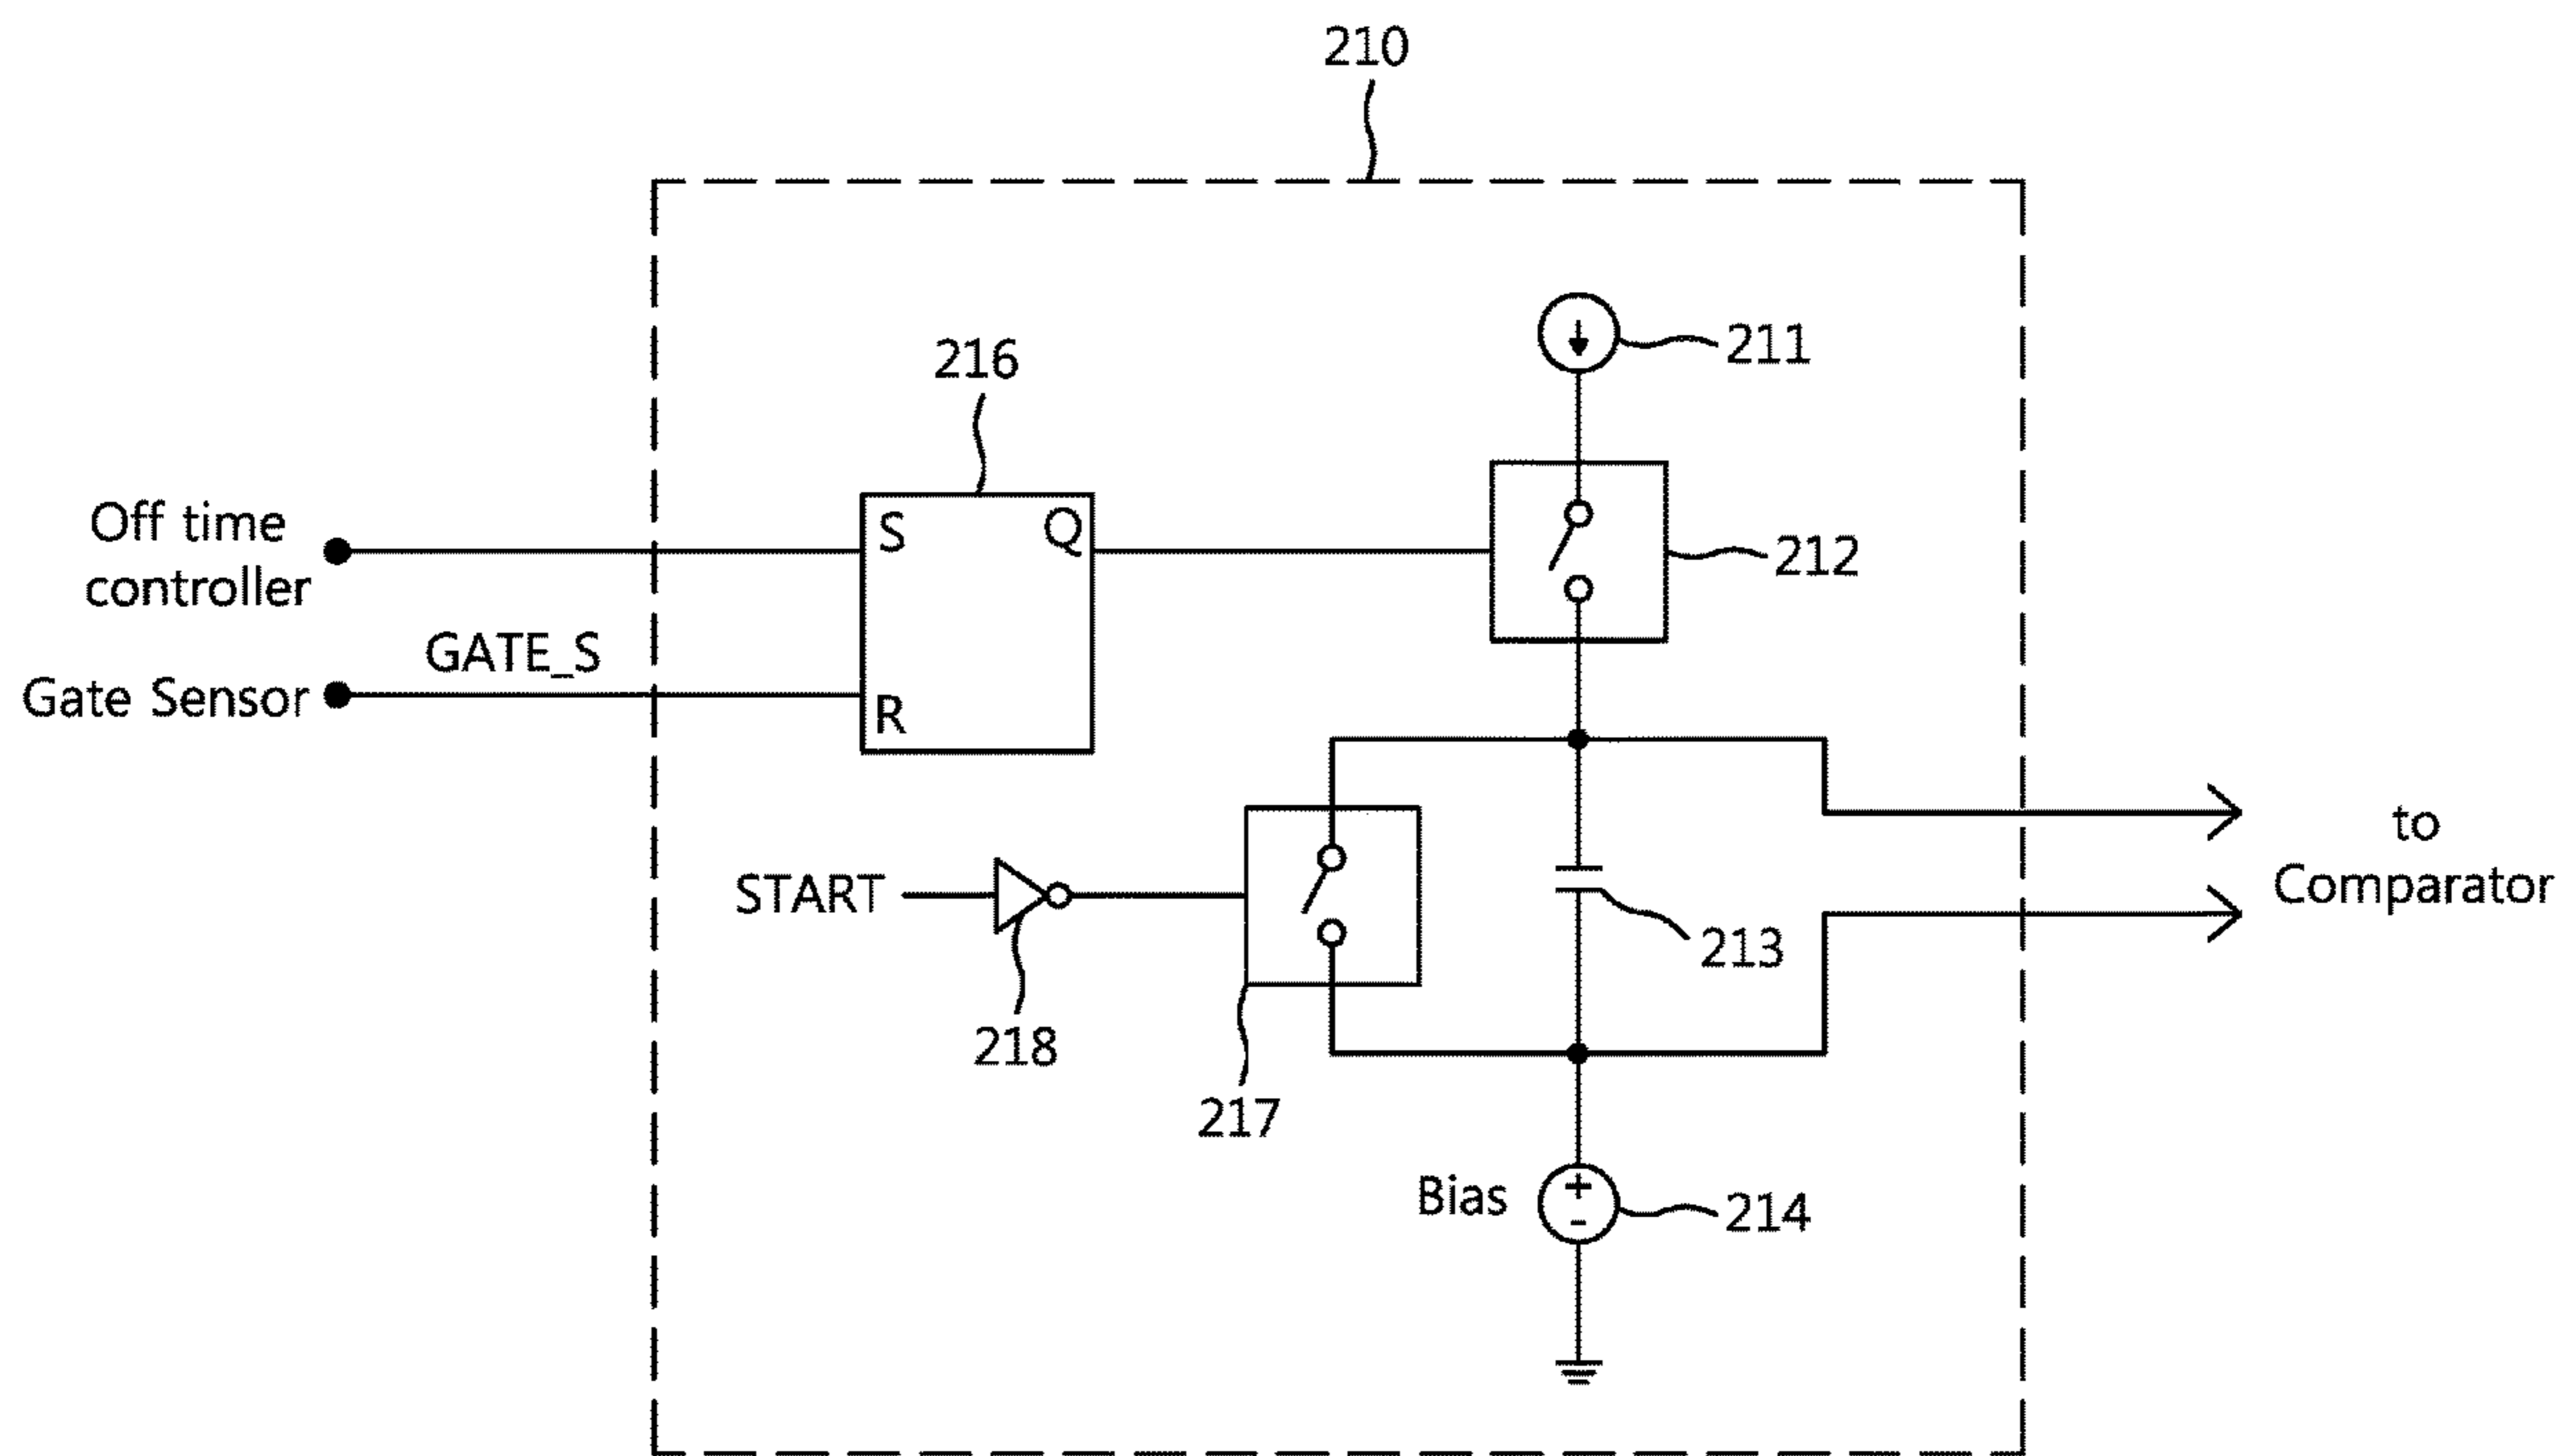 210
211
216
Off time
controller
S
Q
212
GATE_S
Gate Sensor
R
to
Comparator
START
213
218
217
Bias
+
-
214